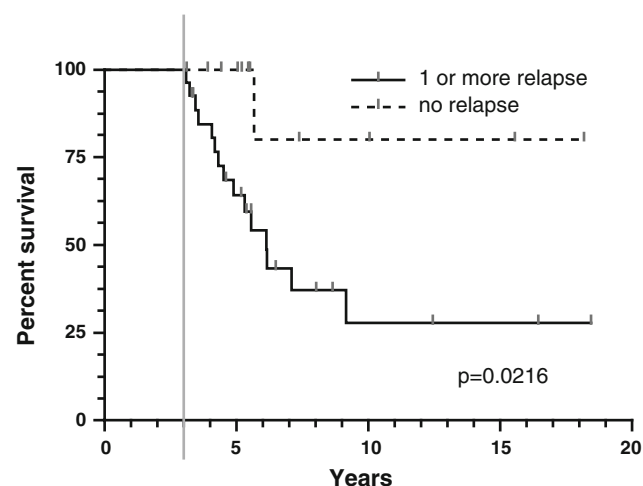 100
75
50
25
0
Percent survival
1 or more relapse
no relapse
p=0.0216
0 5 10 15 20
Years